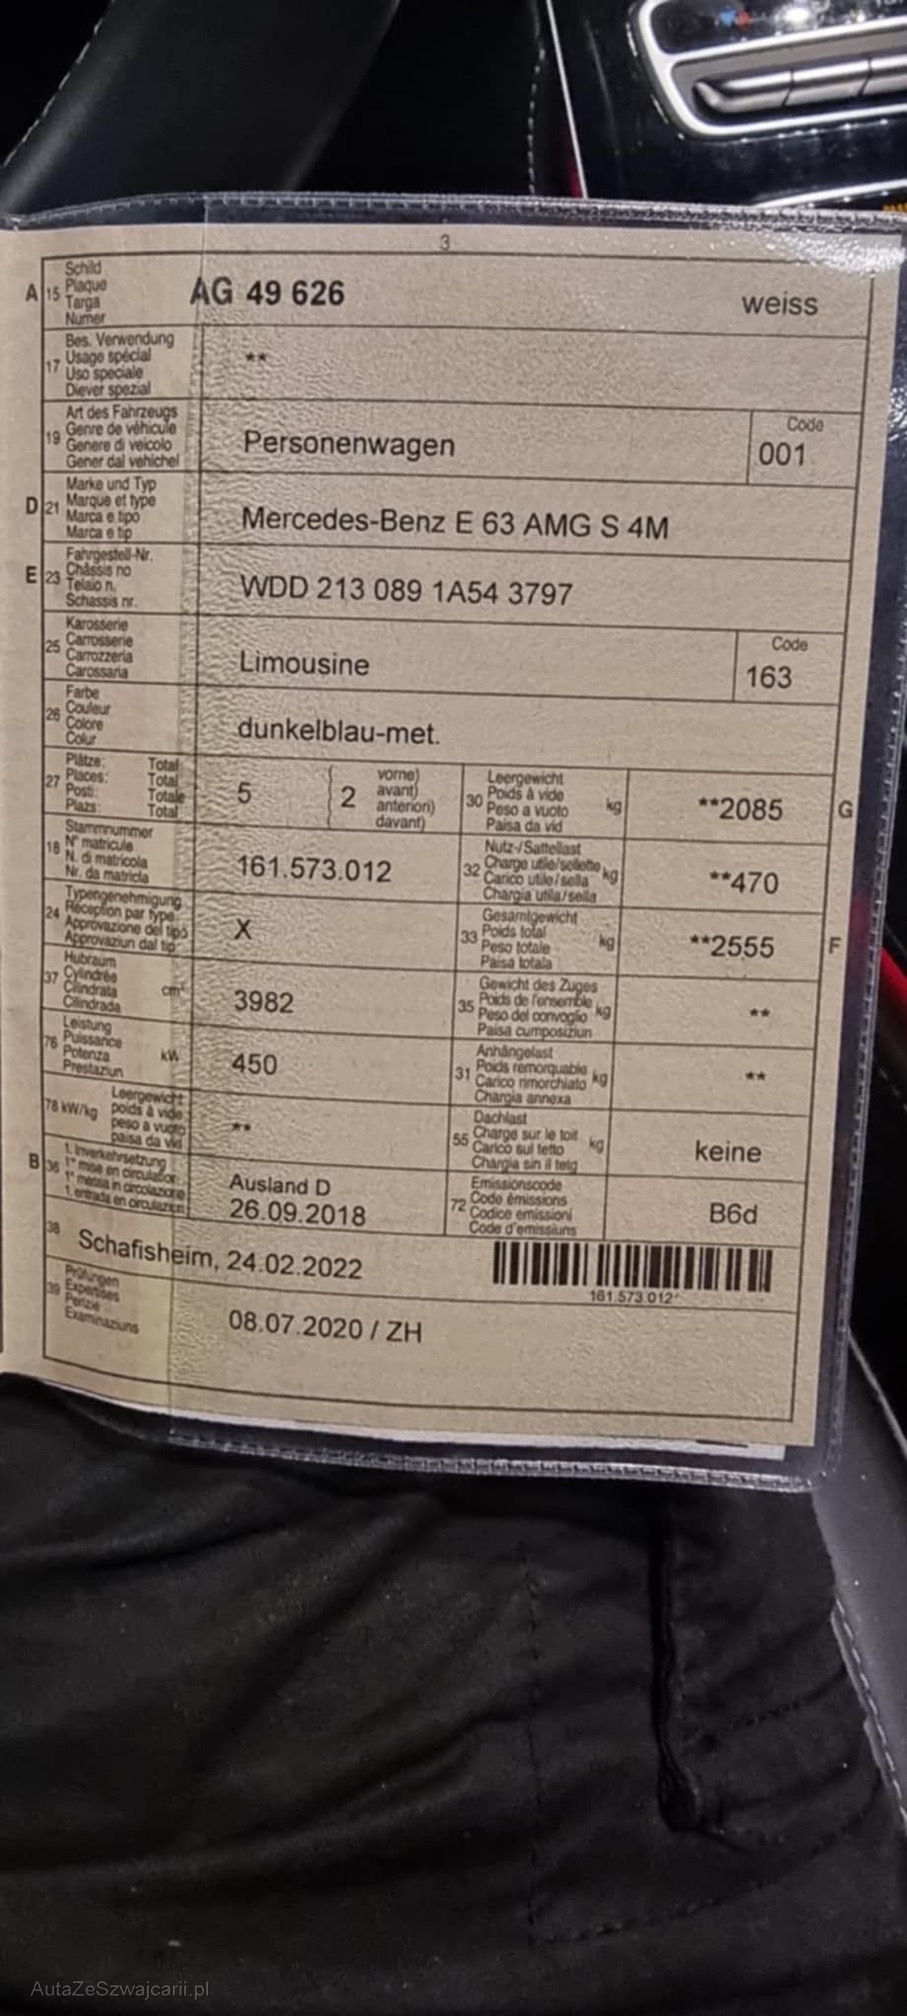 3
A 15 Schild
Plaque
Targa
Numer
AG 49 626
weiss
17 Bes. Verwendung
Usage spécial
Uso speciale
Diever spezial
**
19 Art des Fahrzeugs
Genre de véhicule
Genere di veicolo
Gener dal vehichel
Personenwagen
Code
001
D 21 Marke und Typ
Marque et type
Marca e tipo
Marca e tip
Mercedes-Benz E 63 AMG S 4M
E 23 Fahrgestell-Nr.
Châssis no
Telaio n.
Schassis nr.
WDD 213 089 1A54 3797
25 Karosserie
Carrosserie
Carrozzeria
Carossaria
Limousine
Code
163
26 Farbe
Couleur
Colore
Colur
dunkelblau-met.
27 Plätze: Total
Places: Total
Posti: Totale
Plazs: Total
5
2
vorne)
avant)
anteriori)
davant)
30 Leergewicht
Poids à vide
Peso a vuoto
Paisa da vid
kg
**2085
G
18 Stammnummer
N° matricule
N. di matricola
Nr. da matricla
161.573.012
32 Nutz-/Sattellast
Charge utile/sellette
Carico utile/sella
Chargia utila/sella
kg
**470
24 Typengenehmigung
Réception par type
Approvazione del tipo
Approvaziun dal tip
X
33 Gesamtgewicht
Poids total
Peso totale
Paisa totala
kg
**2555
F
37 Hubraum
Cylindrée
Cilindrata
Cilindrada
cm³
3982
35 Gewicht des Zuges
Poids de l'ensemble
Peso del convoglio
Paisa cumposiziun
kg
**
76 Leistung
Puissance
Potenza
Prestaziun
kW
450
31 Anhängelast
Poids remorquable
Carico rimorchiato
Chargia annexa
kg
**
78 kW/kg
Leergewicht
poids à vide
peso a vuoto
paisa da vid
**
55 Dachlast
Charge sur le toit
Carico sul tetto
Chargia sin il tetg
kg
keine
B 36 1. Inverkehrsetzung
1re mise en circulation
1a messa in circolazione
1. entrada en circulaziun
Ausland D
26.09.2018
72 Emissionscode
Code émissions
Codice emissioni
Code d'emissiuns
B6d
38
Schafisheim, 24.02.2022
161.573.012
39 Prüfungen
Expertises
Perizie
Examinaziuns
08.07.2020 / ZH
AutaZeSzwajcarii.pl